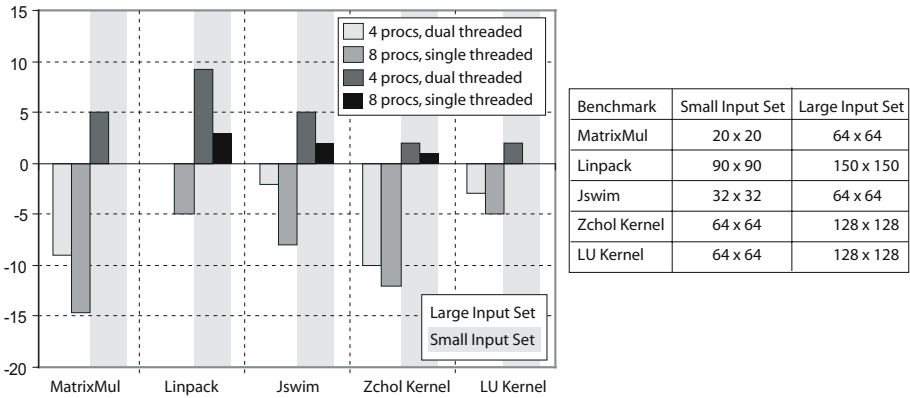 15
10
5
0
-5
-10
-15
-20
4 procs, dual threaded
8 procs, single threaded
4 procs, dual threaded
8 procs, single threaded
Large Input Set
Small Input Set
MatrixMul Linpack Jswim Zchol Kernel LU Kernel
Benchmark Small Input Set Large Input Set
MatrixMul 20 x 20 64 x 64
Linpack 90 x 90 150 x 150
Jswim 32 x 32 64 x 64
Zchol Kernel 64 x 64 128 x 128
LU Kernel 64 x 64 128 x 128